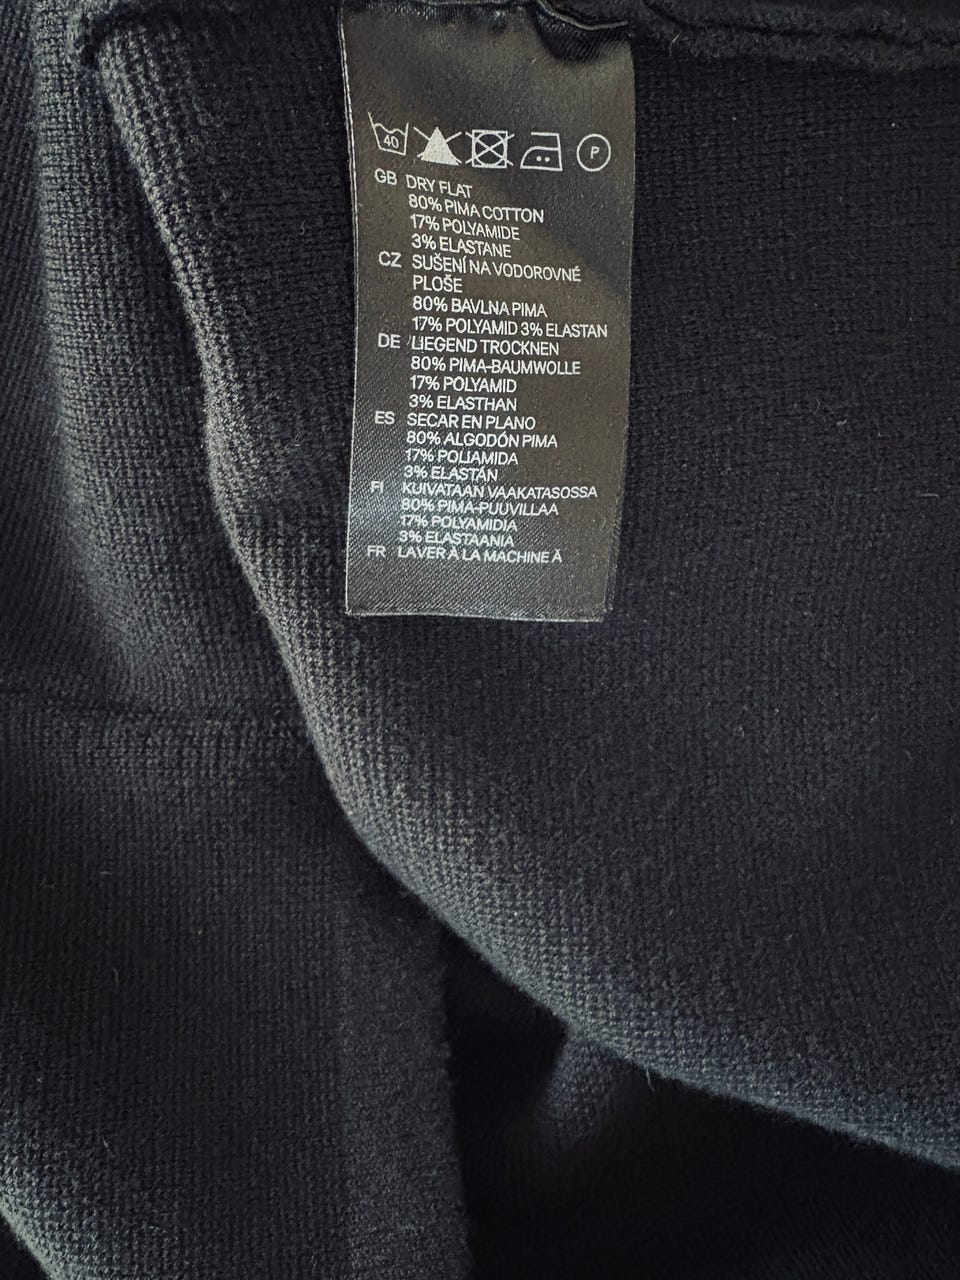 40 P
GB DRY FLAT
80% PIMA COTTON
17% POLYAMIDE
3% ELASTANE
CZ SUŠENÍ NA VODOROVNÉ
PLOŠE
80% BAVLNA PIMA
17% POLYAMID 3% ELASTAN
DE LIEGEND TROCKNEN
80% PIMA-BAUMWOLLE
17% POLYAMID
3% ELASTHAN
ES SECAR EN PLANO
80% ALGODÓN PIMA
17% POLIAMIDA
3% ELASTÁN
FI KUIVATAAN VAAKATASOSSA
80% PIMA-PUUVILLAA
17% POLYAMIDIA
3% ELASTAANIA
FR LAVER À LA MACHINE À